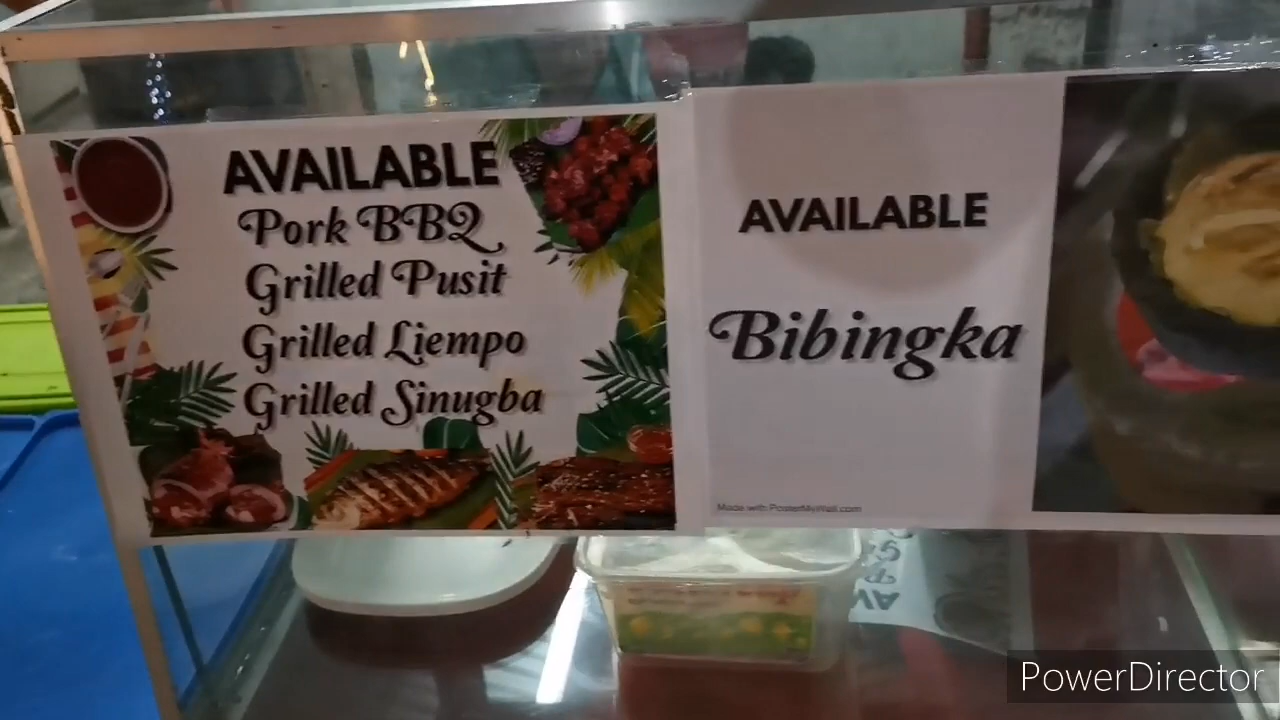 AVAILABLE
Pork BBQ
Grilled Pusit
Grilled Liempo
Grilled Sinugba
AVAILABLE
Bibingka
Made with PosterMyWall.com
PowerDirector